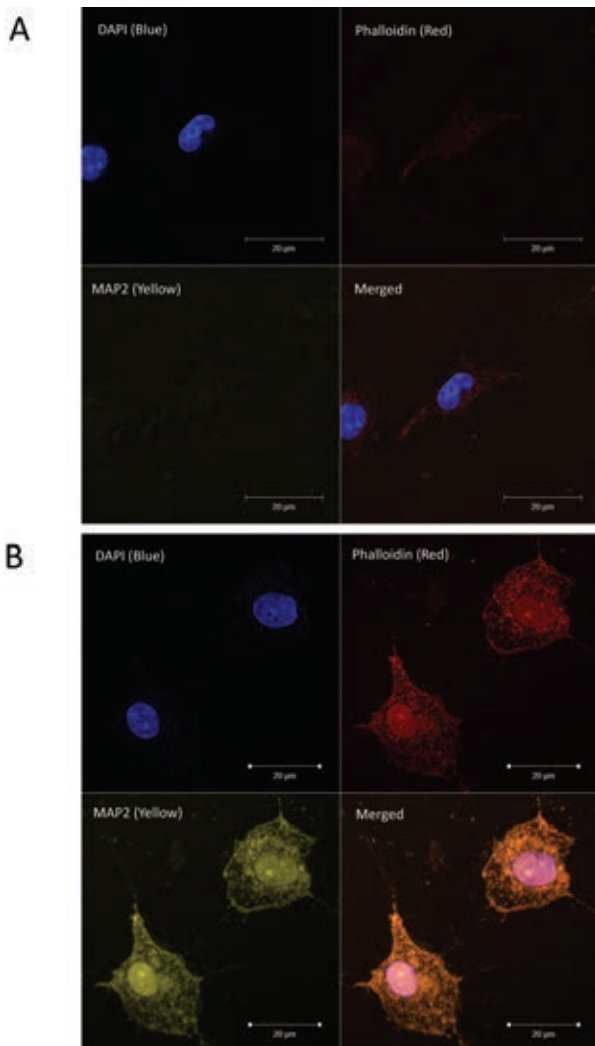 A
DAPI (Blue)
Phalloidin (Red)
20 µm
20 µm
MAP2 (Yellow)
Merged
20 µm
20 µm
B
DAPI (Blue)
Phalloidin (Red)
20 µm
20 µm
MAP2 (Yellow)
Merged
20 µm
20 µm